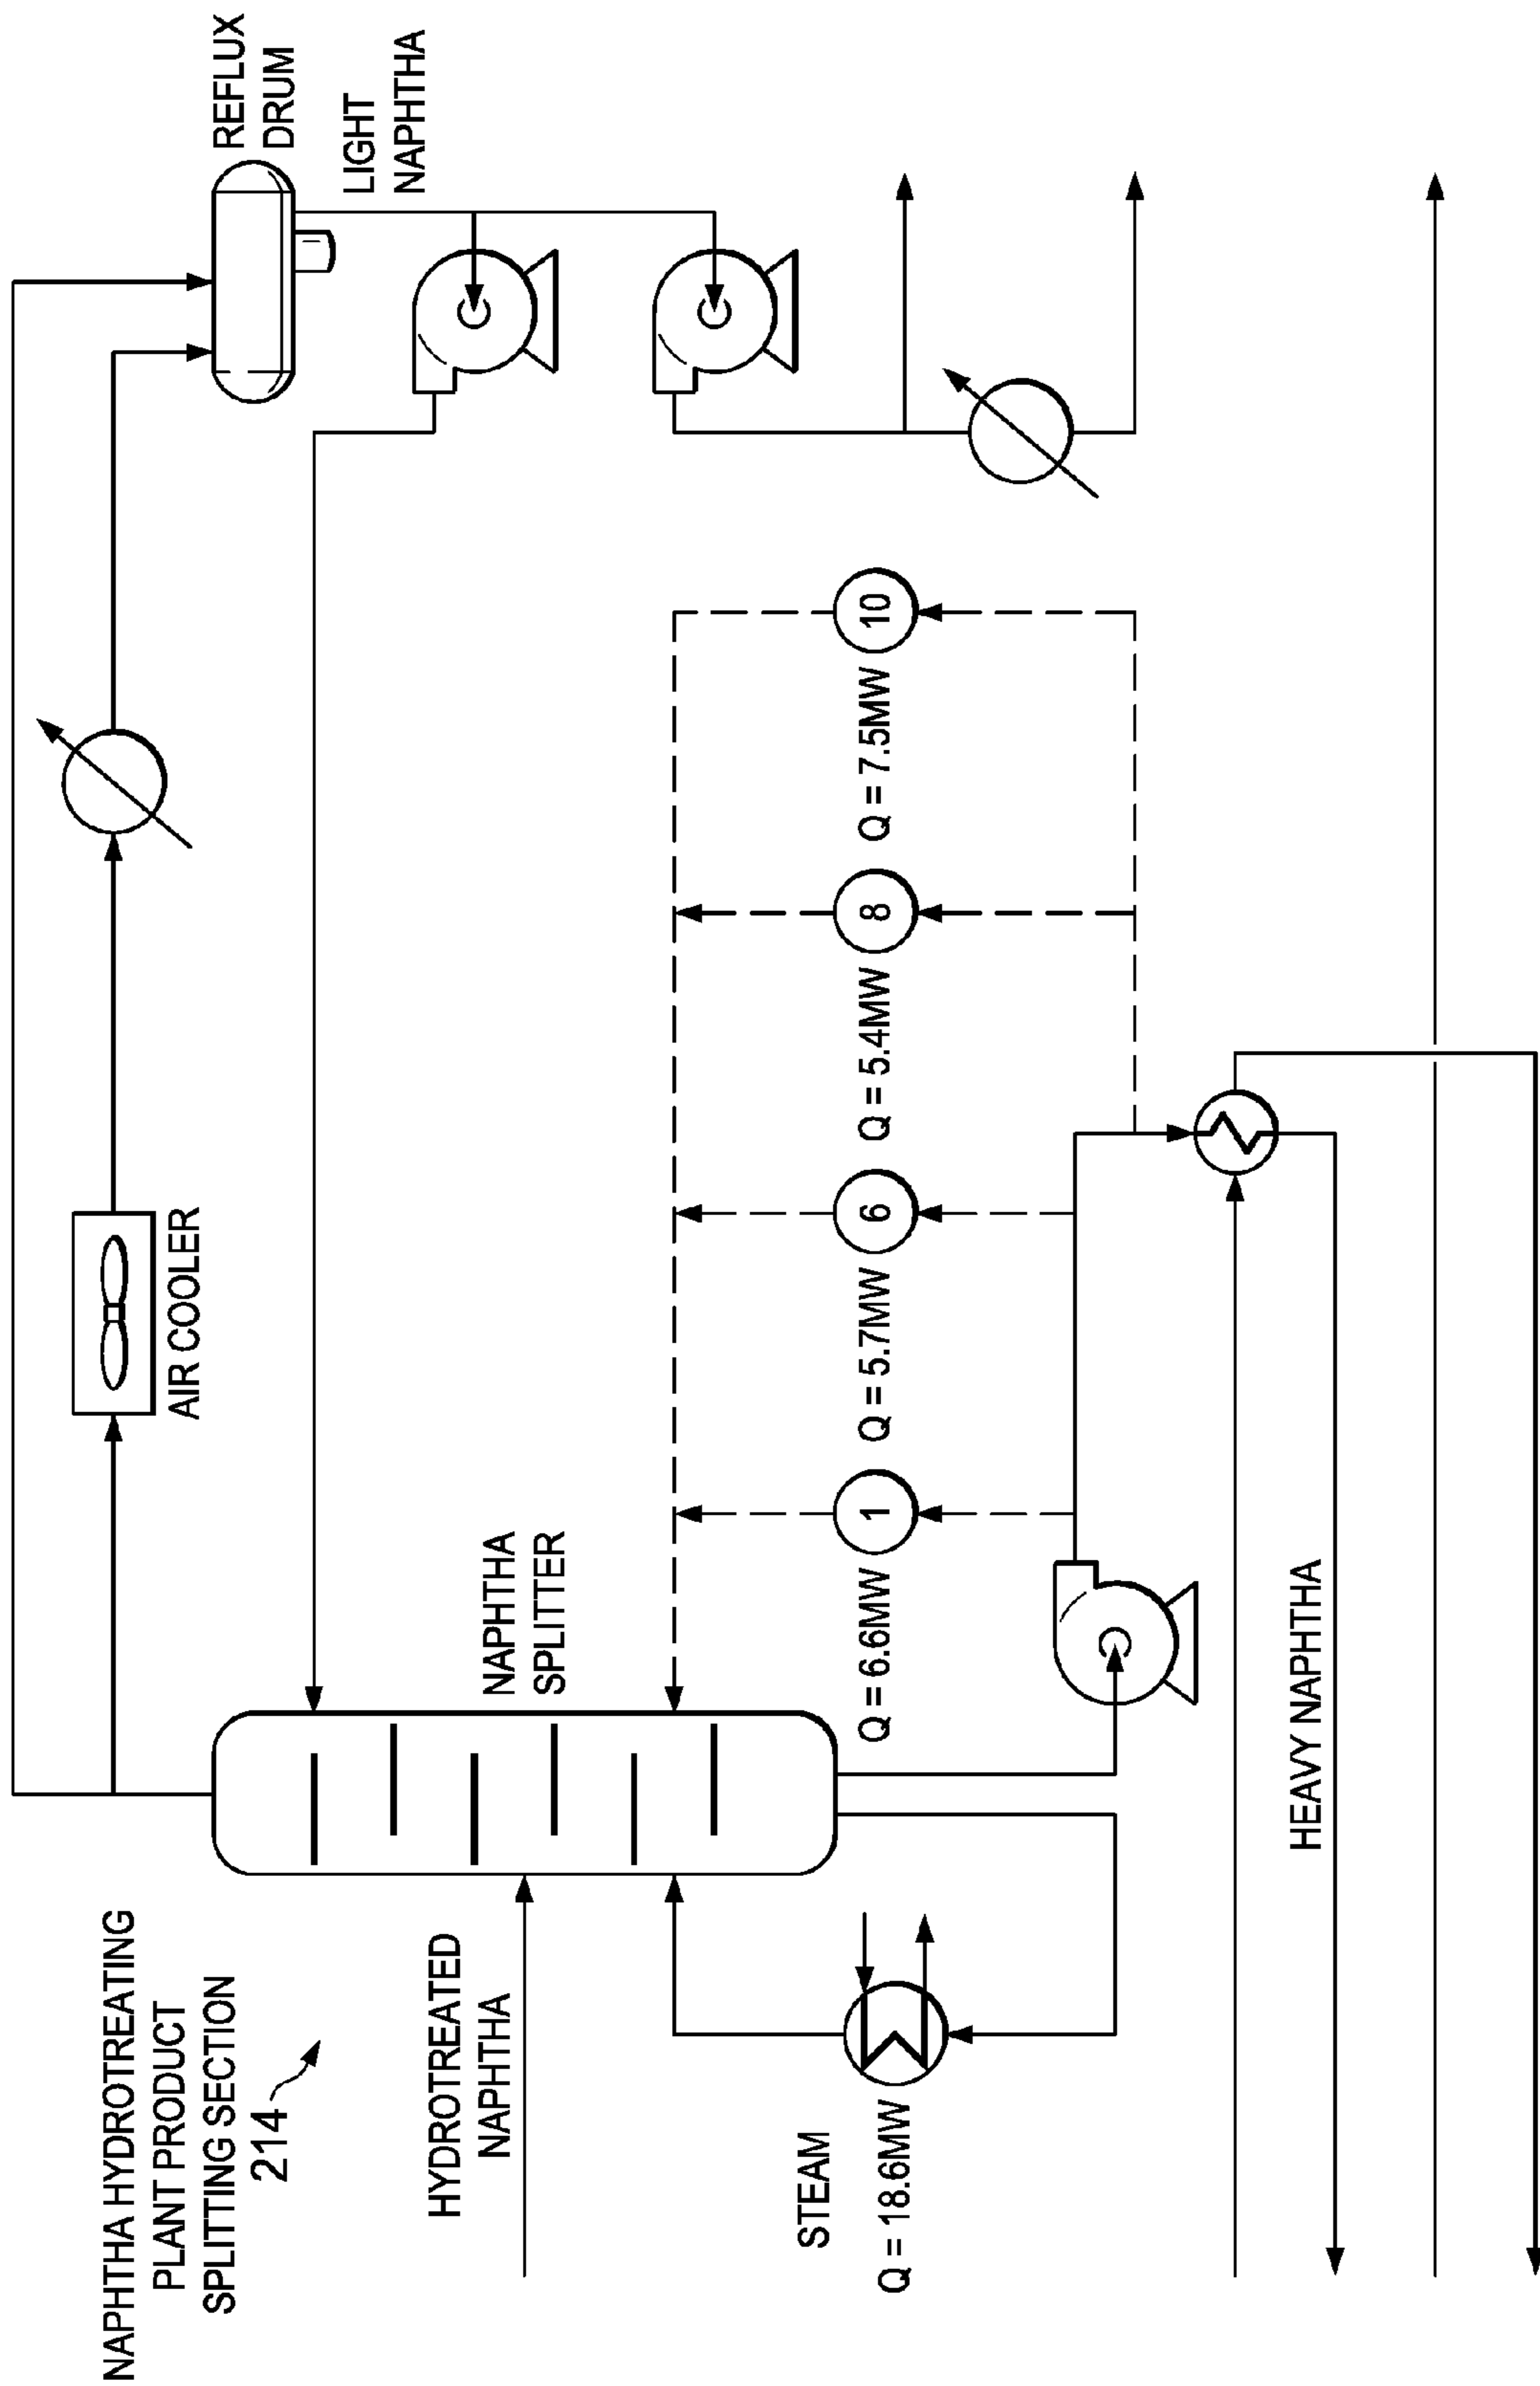 NAPHTHA HYDROTREATING
PLANT PRODUCT
SPLITTING SECTION
214
AIR COOLER
REFLUX
DRUM
LIGHT
NAPHTHA
NAPHTHA
SPLITTER
HYDROTREATED
NAPHTHA
STEAM
Q = 18.6MW
1
Q = 6.6MW
6
Q = 5.7MW
8
Q = 5.4MW
10
Q = 7.5MW
HEAVY NAPHTHA